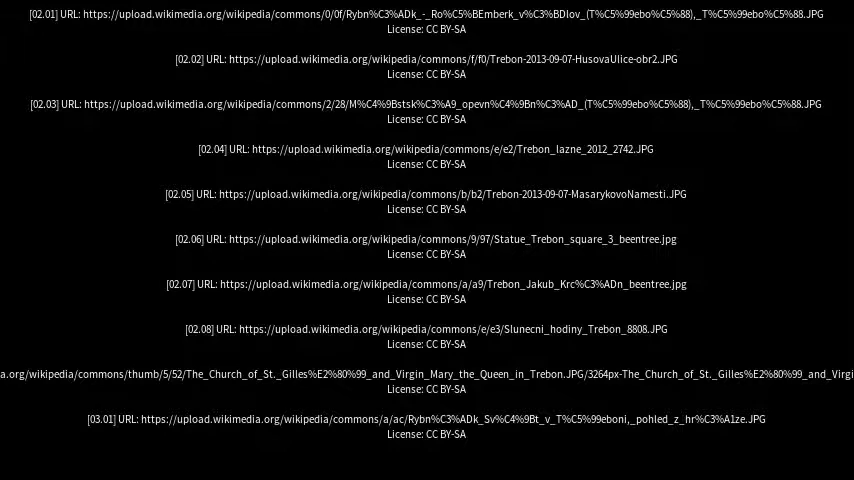 [02.01] URL: https://upload.wikimedia.org/wikipedia/commons/0/0f/Rybn%C3%ADk_-_Ro%C5%BEmberk_v%C3%BDlov_(T%C5%99ebo%C5%88),_T%C5%99ebo%C5%88.JPG
License: CC BY-SA
[02.02] URL: https://upload.wikimedia.org/wikipedia/commons/f/f0/Trebon-2013-09-07-HusovaUlice-obr2.JPG
License: CC BY-SA
[02.03] URL: https://upload.wikimedia.org/wikipedia/commons/2/28/M%C4%9Bstsk%C3%A9_opevn%C4%9Bn%C3%AD_(T%C5%99ebo%C5%88),_T%C5%99ebo%C5%88.JPG
License: CC BY-SA
[02.04] URL: https://upload.wikimedia.org/wikipedia/commons/e/e2/Trebon_lazne_2012_2742.JPG
License: CC BY-SA
[02.05] URL: https://upload.wikimedia.org/wikipedia/commons/b/b2/Trebon-2013-09-07-MasarykovoNamesti.JPG
License: CC BY-SA
[02.06] URL: https://upload.wikimedia.org/wikipedia/commons/9/97/Statue_Trebon_square_3_beentree.jpg
License: CC BY-SA
[02.07] URL: https://upload.wikimedia.org/wikipedia/commons/a/a9/Trebon_Jakub_Krc%C3%ADn_beentree.jpg
License: CC BY-SA
[02.08] URL: https://upload.wikimedia.org/wikipedia/commons/e/e3/Slunecni_hodiny_Trebon_8808.JPG
License: CC BY-SA
a.org/wikipedia/commons/thumb/5/52/The_Church_of_St._Gilles%E2%80%99_and_Virgin_Mary_the_Queen_in_Trebon.JPG/3264px-The_Church_of_St._Gilles%E2%80%99_and_Virgi
License: CC BY-SA
[03.01] URL: https://upload.wikimedia.org/wikipedia/commons/a/ac/Rybn%C3%ADk_Sv%C4%9Bt_v_T%C5%99eboni,_pohled_z_hr%C3%A1ze.JPG
License: CC BY-SA